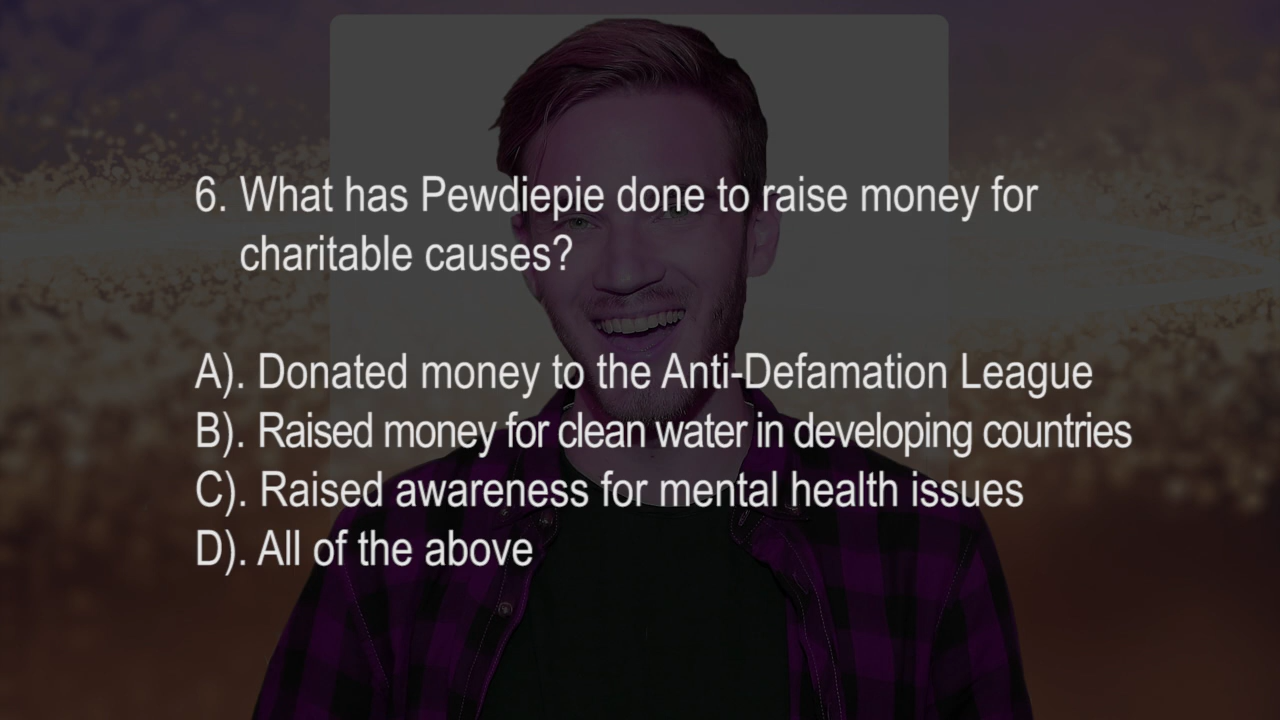 6. What has Pewdiepie done to raise money for
charitable causes?
A). Donated money to the Anti-Defamation League
B). Raised money for clean water in developing countries
C). Raised awareness for mental health issues
D). All of the above